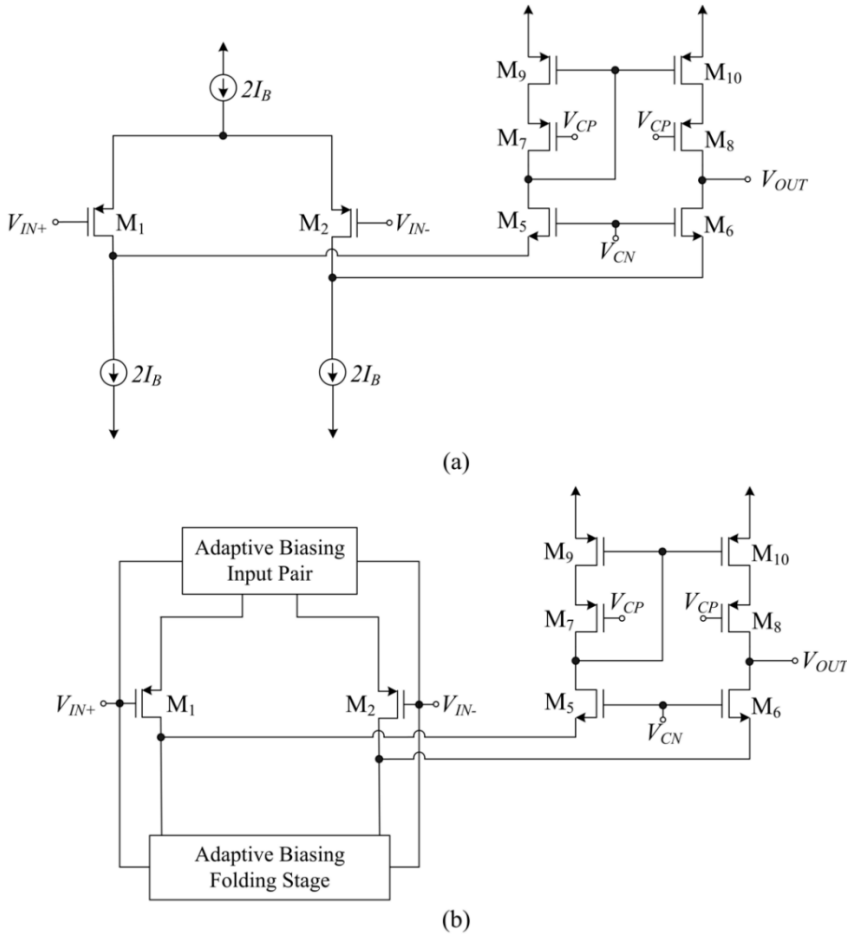 2I_B
M_9
M_10
M_7
V_CP
V_CP
M_8
V_OUT
V_IN+
M_1
M_2
V_IN-
M_5
V_CN
M_6
2I_B
2I_B
(a)
Adaptive Biasing
Input Pair
M_9
M_10
M_7
V_CP
V_CP
M_8
V_OUT
V_IN+
M_1
M_2
V_IN-
M_5
V_CN
M_6
Adaptive Biasing
Folding Stage
(b)